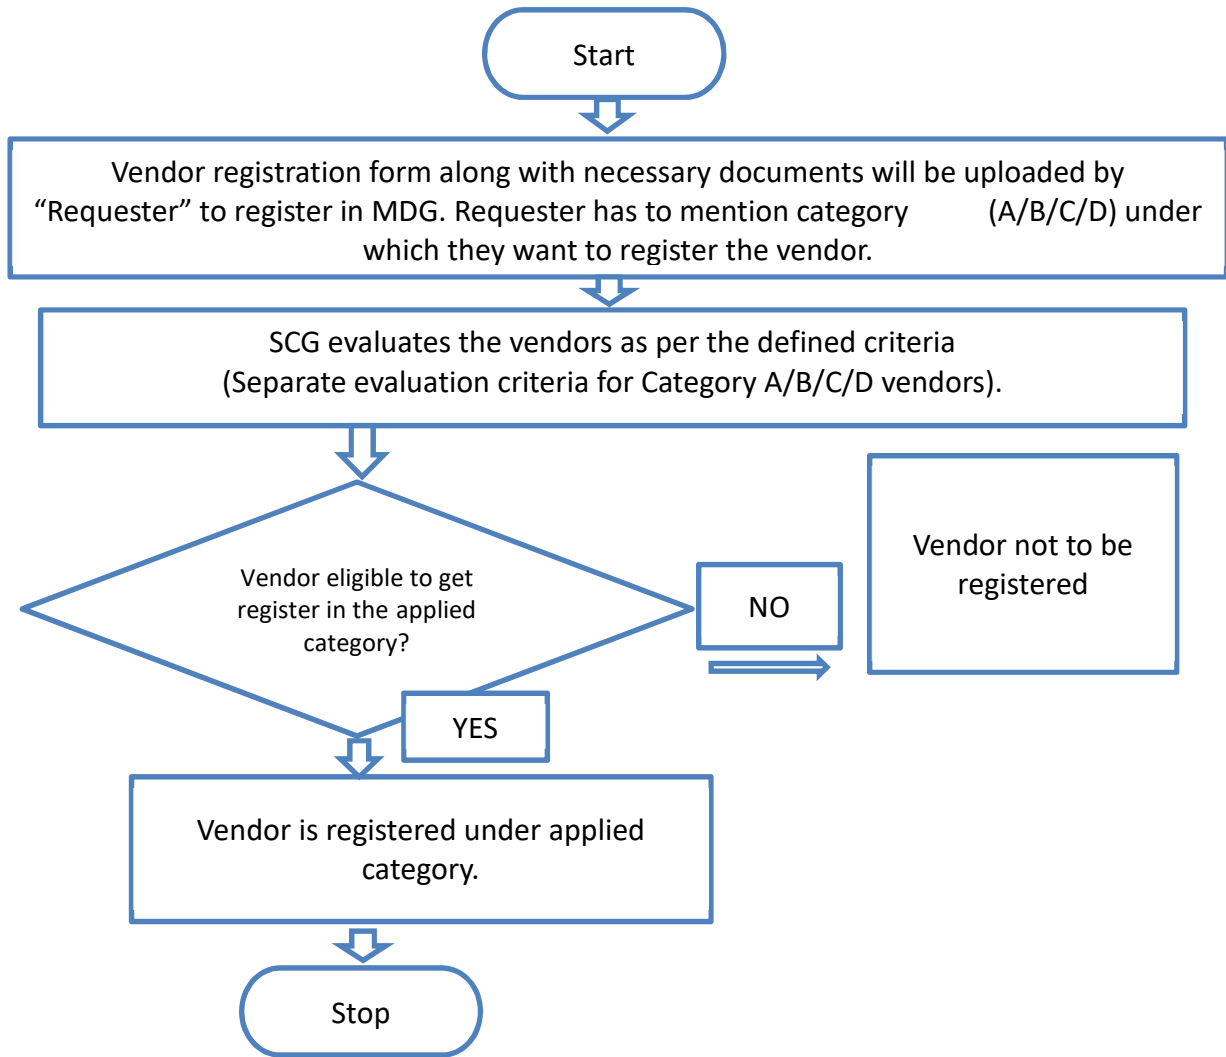 Start
Vendor registration form along with necessary documents will be uploaded by
“Requester” to register in MDG. Requester has to mention category (A/B/C/D) under
which they want to register the vendor.
SCG evaluates the vendors as per the defined criteria
(Separate evaluation criteria for Category A/B/C/D vendors).
Vendor eligible to get
register in the applied
category?
NO
Vendor not to be
registered
YES
Vendor is registered under applied
category.
Stop